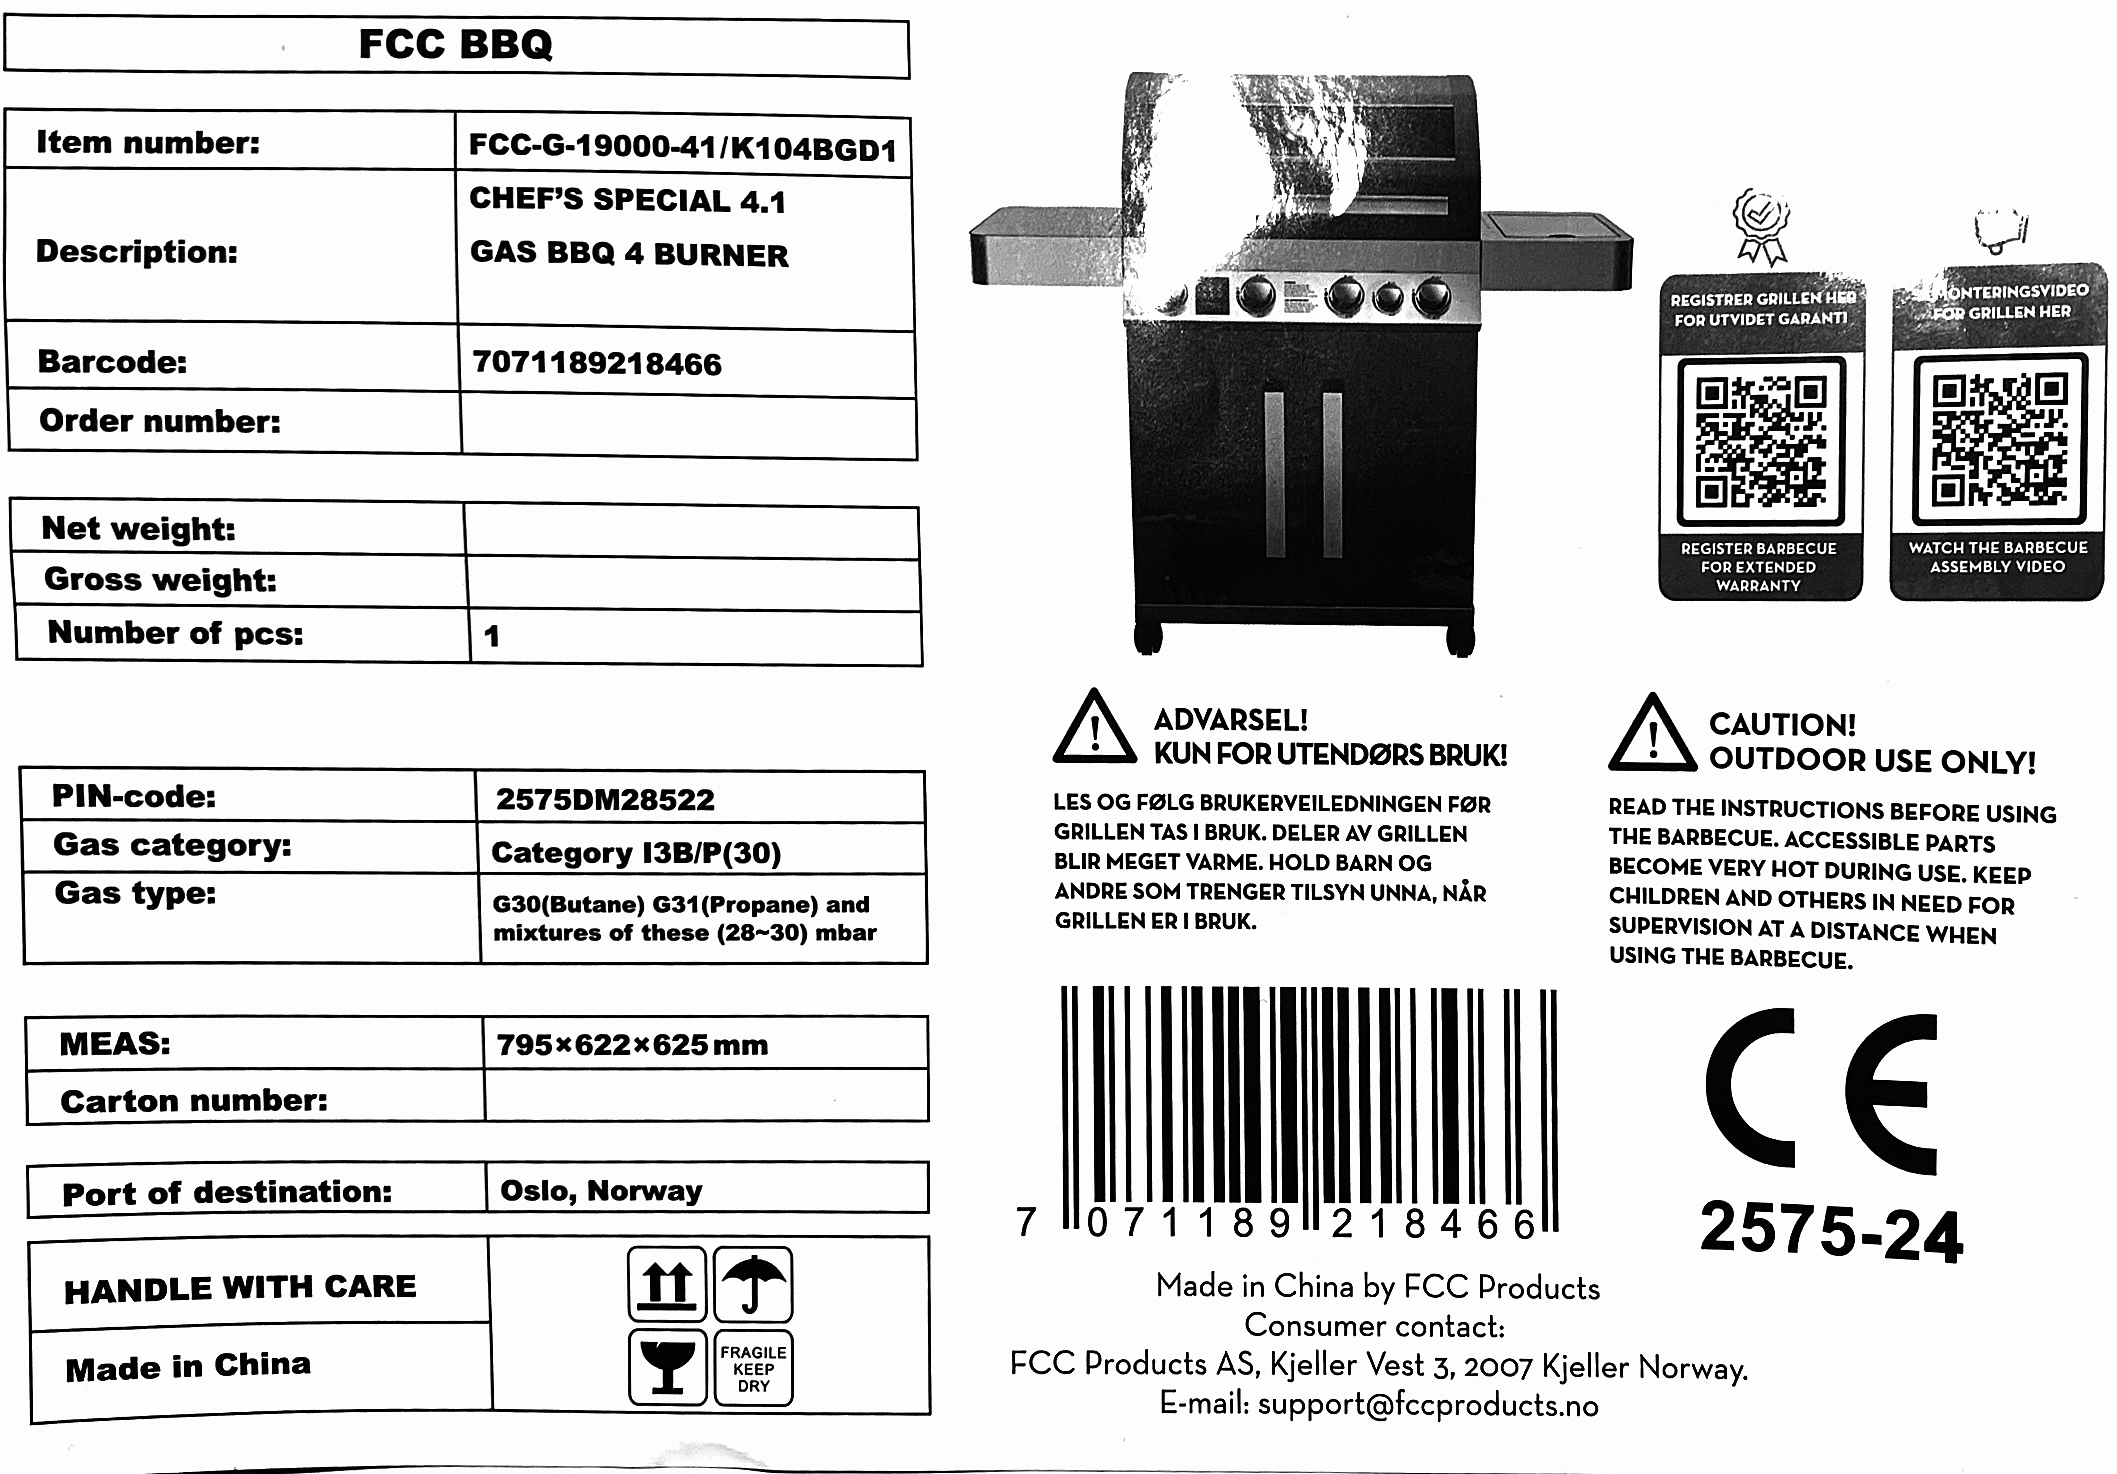 FCC BBQ
Item number: FCC-G-19000-41/K104BGD1
Description: CHEF'S SPECIAL 4.1
GAS BBQ 4 BURNER
Barcode: 7071189218466
Order number:
Net weight:
Gross weight:
Number of pcs: 1
PIN-code: 2575DM28522
Gas category: Category I3B/P(30)
Gas type: G30(Butane) G31(Propane) and
mixtures of these (28~30) mbar
MEAS: 795×622×625mm
Carton number:
Port of destination: Oslo, Norway
HANDLE WITH CARE
Made in China
FRAGILE
KEEP
DRY
REGISTRER GRILLEN HER
FOR UTVIDET GARANTI
REGISTER BARBECUE
FOR EXTENDED
WARRANTY
MONTERINGSVIDEO
FOR GRILLEN HER
WATCH THE BARBECUE
ASSEMBLY VIDEO
ADVARSEL!
KUN FOR UTENDØRS BRUK!
LES OG FØLG BRUKERVEILEDNINGEN FØR
GRILLEN TAS I BRUK. DELER AV GRILLEN
BLIR MEGET VARME. HOLD BARN OG
ANDRE SOM TRENGER TILSYN UNNA, NÅR
GRILLEN ER I BRUK.
CAUTION!
OUTDOOR USE ONLY!
READ THE INSTRUCTIONS BEFORE USING
THE BARBECUE. ACCESSIBLE PARTS
BECOME VERY HOT DURING USE. KEEP
CHILDREN AND OTHERS IN NEED FOR
SUPERVISION AT A DISTANCE WHEN
USING THE BARBECUE.
7 071189 218466
CE
2575-24
Made in China by FCC Products
Consumer contact:
FCC Products AS, Kjeller Vest 3, 2007 Kjeller Norway.
E-mail: support@fccproducts.no